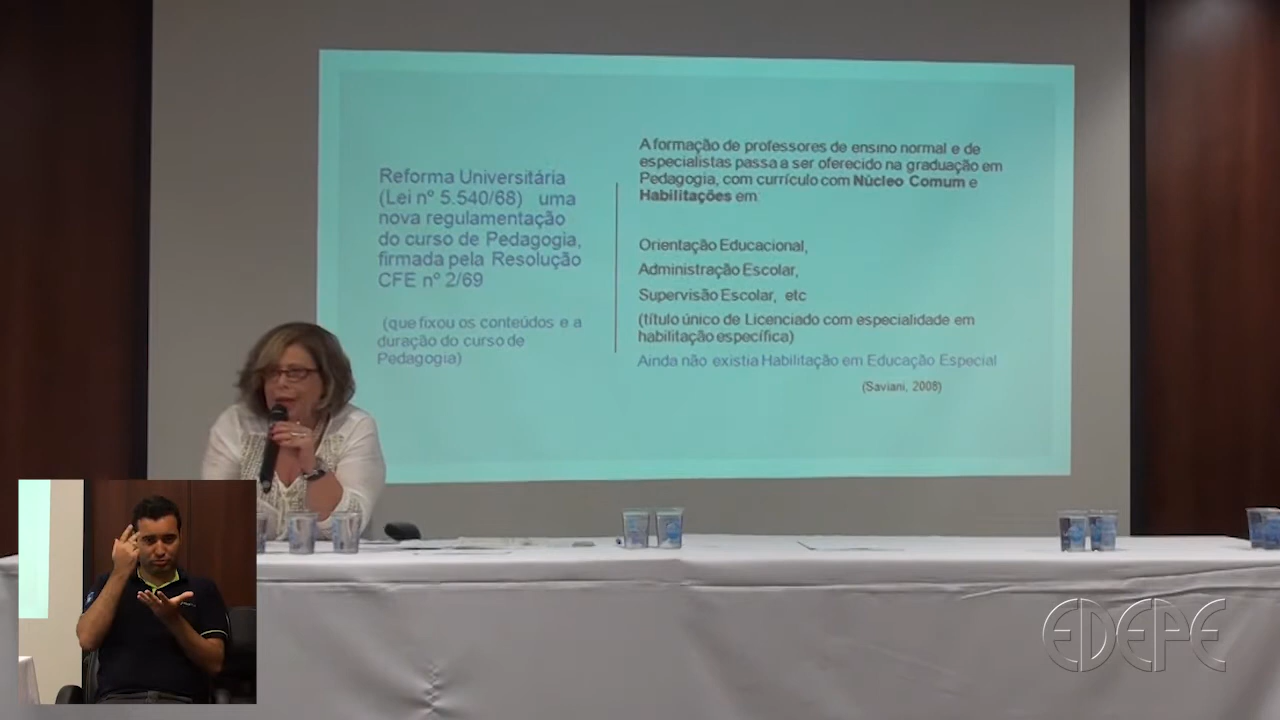 Reforma Universitária
(Lei nº 5.540/68) uma
nova regulamentação
do curso de Pedagogia,
firmada pela Resolução
CFE nº 2/69
(que fixou os conteúdos e a
duração do curso de
Pedagogia)
A formação de professores de ensino normal e de
especialistas passa a ser oferecido na graduação em
Pedagogia, com currículo com Núcleo Comum e
Habilitações em
Orientação Educacional,
Administração Escolar,
Supervisão Escolar, etc
(título único de Licenciado com especialidade em
habilitação específica)
Ainda não existia Habilitação em Educação Especial
(Saviani, 2008)
EDEPE